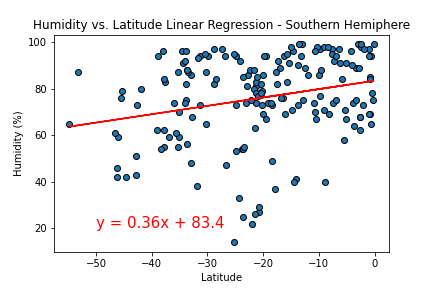 Humidity vs. Latitude Linear Regression - Southern Hemiphere
100
80
60
40
20
Humidity (%)
y = 0.36x + 83.4
−50 −40 −30 −20 −10 0
Latitude